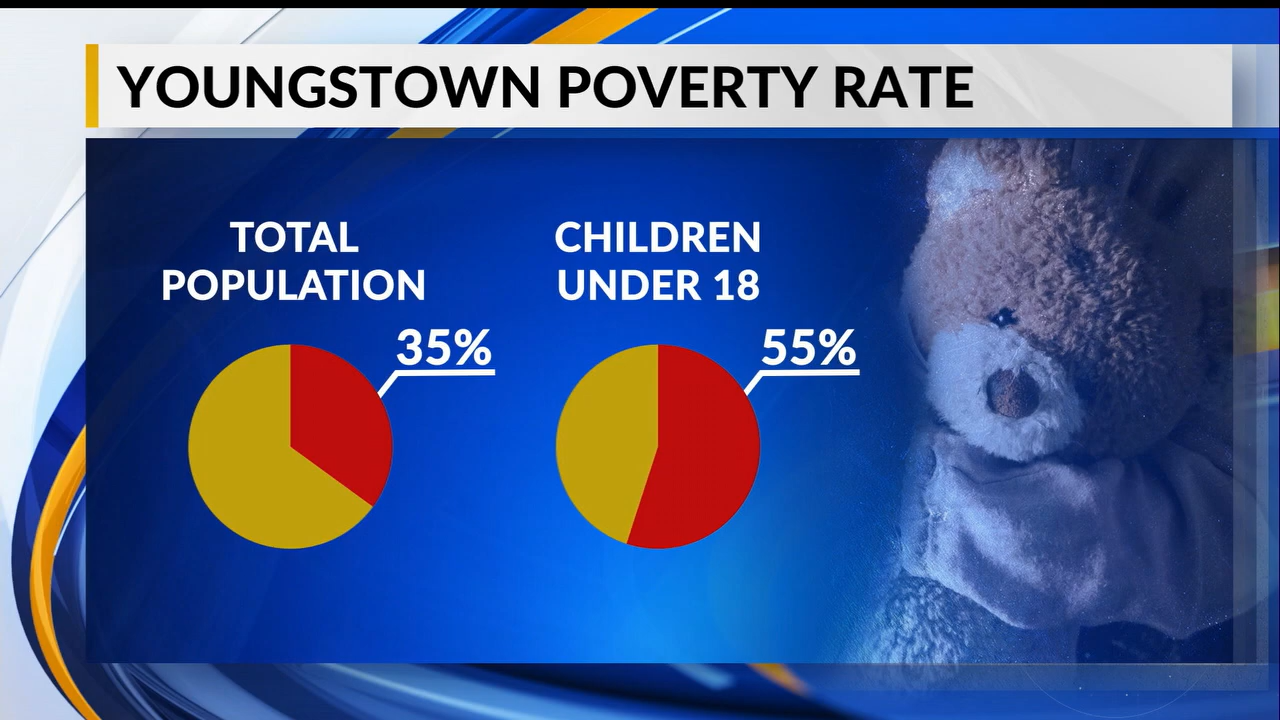 YOUNGSTOWN POVERTY RATE
TOTAL
POPULATION
35%
CHILDREN
UNDER 18
55%